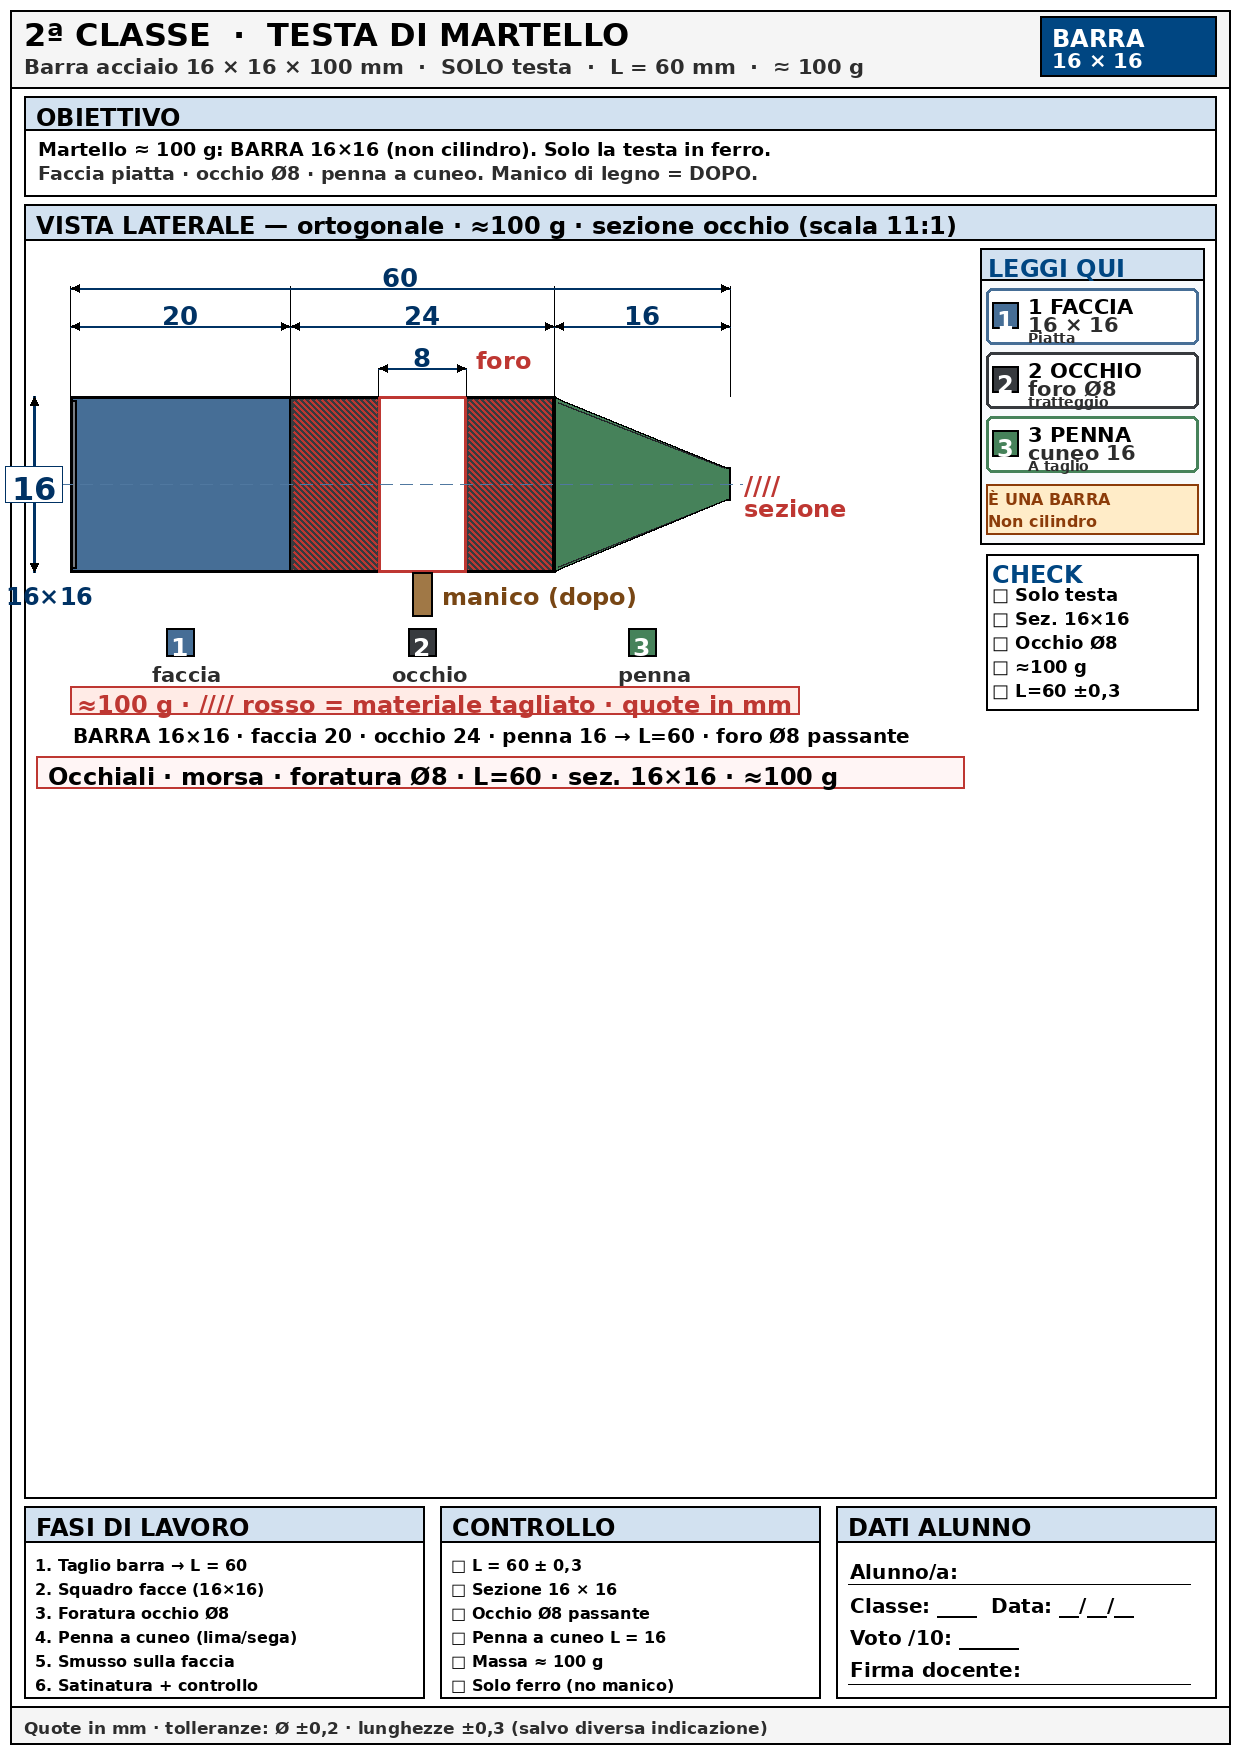 2ª CLASSE · TESTA DI MARTELLO
Barra acciaio 16 × 16 × 100 mm · SOLO testa · L = 60 mm · ≈ 100 g
BARRA
16 × 16
OBIETTIVO
Martello ≈ 100 g: BARRA 16×16 (non cilindro). Solo la testa in ferro.
Faccia piatta · occhio Ø8 · penna a cuneo. Manico di legno = DOPO.
VISTA LATERALE — ortogonale · ≈100 g · sezione occhio (scala 11:1)
60
20
24
16
8
foro
16
16×16
////
sezione
manico (dopo)
1
2
3
faccia
occhio
penna
≈100 g · //// rosso = materiale tagliato · quote in mm
BARRA 16×16 · faccia 20 · occhio 24 · penna 16 → L=60 · foro Ø8 passante
Occhiali · morsa · foratura Ø8 · L=60 · sez. 16×16 · ≈100 g
LEGGI QUI
1
1 FACCIA
16 × 16
Piatta
2
2 OCCHIO
foro Ø8
tratteggio
3
3 PENNA
cuneo 16
A taglio
È UNA BARRA
Non cilindro
CHECK
□ Solo testa
□ Sez. 16×16
□ Occhio Ø8
□ ≈100 g
□ L=60 ±0,3
FASI DI LAVORO
1. Taglio barra → L = 60
2. Squadro facce (16×16)
3. Foratura occhio Ø8
4. Penna a cuneo (lima/sega)
5. Smusso sulla faccia
6. Satinatura + controllo
CONTROLLO
□ L = 60 ± 0,3
□ Sezione 16 × 16
□ Occhio Ø8 passante
□ Penna a cuneo L = 16
□ Massa ≈ 100 g
□ Solo ferro (no manico)
DATI ALUNNO
Alunno/a:
Classe: ____ Data: __/__/__
Voto /10: ______
Firma docente:
Quote in mm · tolleranze: Ø ±0,2 · lunghezze ±0,3 (salvo diversa indicazione)